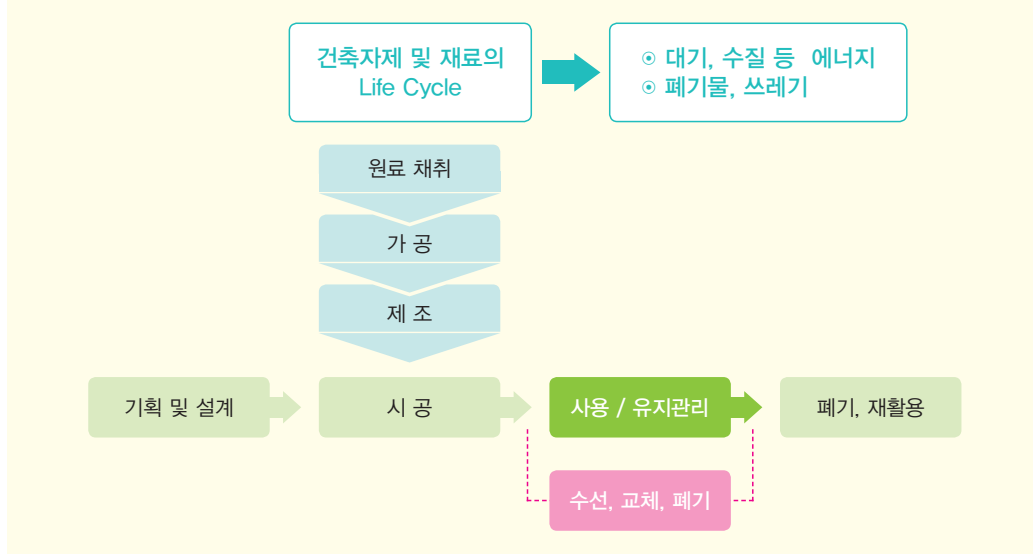 건축자제 및 재료의
Life Cycle
⊙ 대기, 수질 등 에너지
⊙ 폐기물, 쓰레기
원료 채취
가 공
제 조
기획 및 설계
시 공
사용 / 유지관리
폐기, 재활용
수선, 교체, 폐기